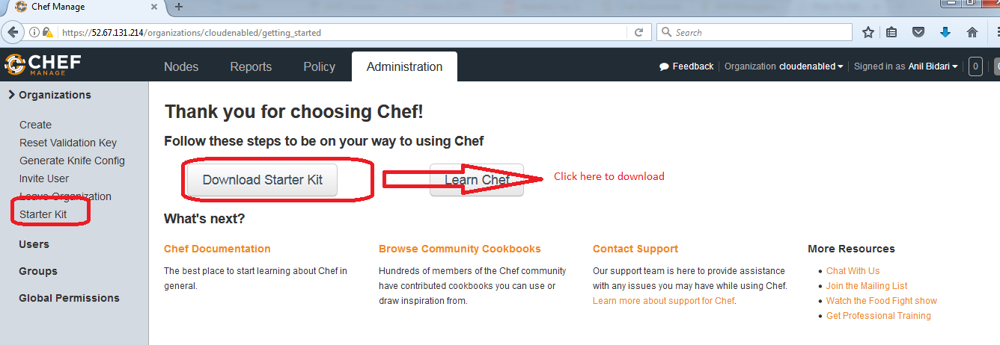 Chef Manage
https://52.67.131.214/organizations/cloudenabled/getting_started
Search
CHEF
MANAGE
Nodes
Reports
Policy
Administration
Feedback
Organization cloudenabled
Signed in as Anil Bidari
0
Organizations
Create
Reset Validation Key
Generate Knife Config
Invite User
Leave Organization
Starter Kit
Users
Groups
Global Permissions
Thank you for choosing Chef!
Follow these steps to be on your way to using Chef
Download Starter Kit
Learn Chef
Click here to download
What's next?
Chef Documentation
The best place to start learning about Chef in
general.
Browse Community Cookbooks
Hundreds of members of the Chef community
have contributed cookbooks you can use or
draw inspiration from.
Contact Support
Our support team is here to provide assistance
with any issues you may have while using Chef.
Learn more about support for Chef.
More Resources
Chat With Us
Join the Mailing List
Watch the Food Fight show
Get Professional Training